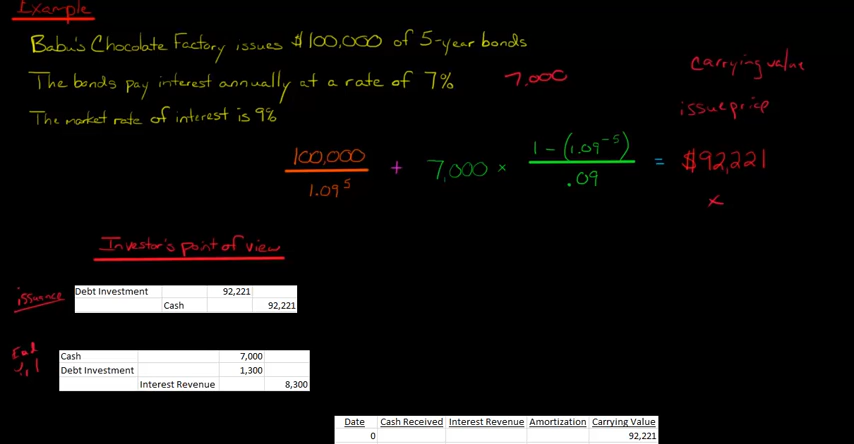 Example
Babu's Chocolate Factory issues $100,000 of 5-year bonds
The bonds pay interest annually at a rate of 7% 7,000
The market rate of interest is 9%
carrying value
issue price
100,000 / 1.09^5 + 7,000 × (1 - (1.09^-5)) / .09 = $92,221
x
Investor's point of view
issuance
Debt Investment 92,221
Cash 92,221
Cash 7,000
Debt Investment 1,300
Interest Revenue 8,300
Date Cash Received Interest Revenue Amortization Carrying Value
0 92,221